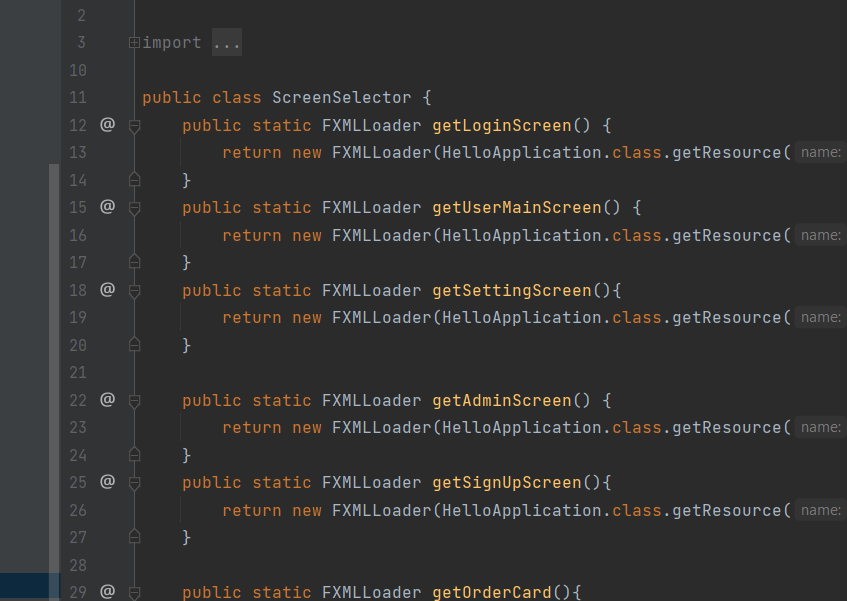 2
3 import ...
10
11 public class ScreenSelector {
12 @ public static FXMLLoader getLoginScreen() {
13 return new FXMLLoader(HelloApplication.class.getResource( name:
14 }
15 @ public static FXMLLoader getUserMainScreen() {
16 return new FXMLLoader(HelloApplication.class.getResource( name:
17 }
18 @ public static FXMLLoader getSettingScreen(){
19 return new FXMLLoader(HelloApplication.class.getResource( name:
20 }
21
22 @ public static FXMLLoader getAdminScreen() {
23 return new FXMLLoader(HelloApplication.class.getResource( name:
24 }
25 @ public static FXMLLoader getSignUpScreen(){
26 return new FXMLLoader(HelloApplication.class.getResource( name:
27 }
28
29 @ public static FXMLLoader getOrderCard(){